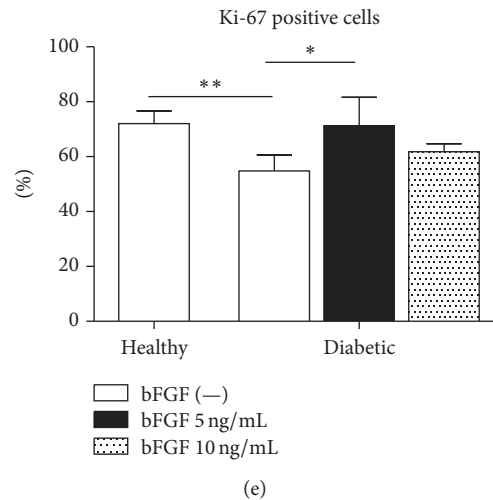 Ki-67 positive cells
100
80
60
40
20
0
(%)
**
*
Healthy
Diabetic
bFGF (—)
bFGF 5 ng/mL
bFGF 10 ng/mL
(e)